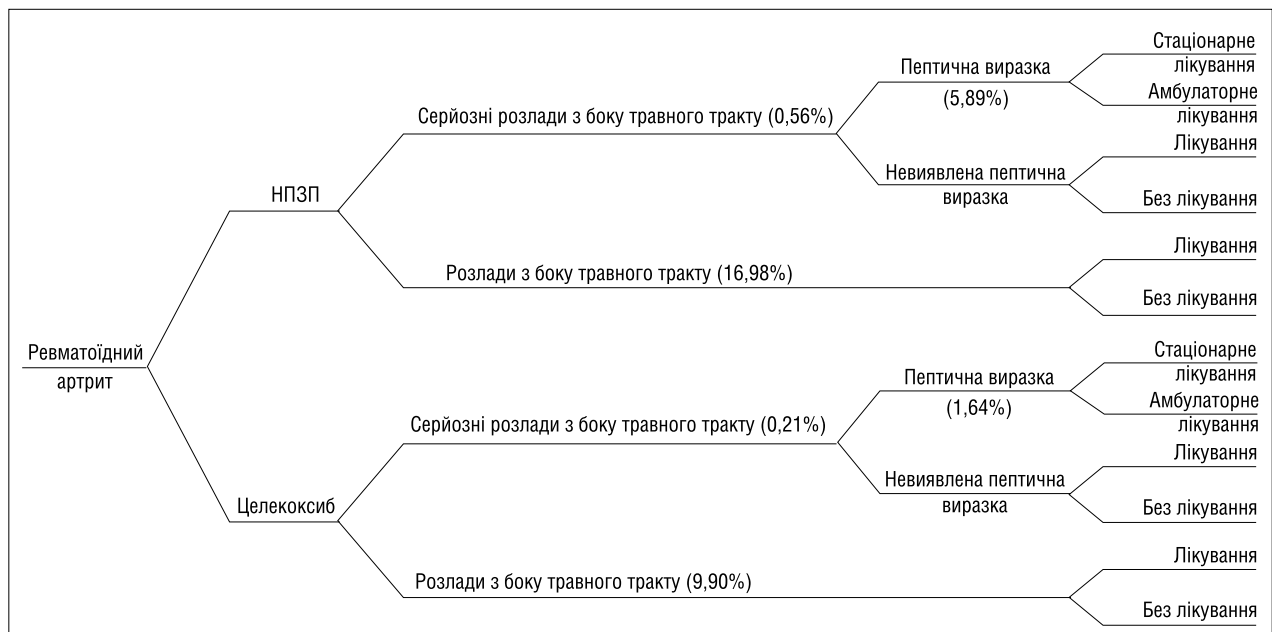 Стаціонарне
лікування
Пептична виразка
(5,89%)
Амбулаторне
лікування
Серйозні розлади з боку травного тракту (0,56%)
Лікування
Невиявлена пептична
виразка
Без лікування
НПЗП
Лікування
Розлади з боку травного тракту (16,98%)
Без лікування
Ревматоїдний
артрит
Стаціонарне
лікування
Пептична виразка
(1,64%)
Амбулаторне
лікування
Серйозні розлади з боку травного тракту (0,21%)
Лікування
Невиявлена пептична
виразка
Без лікування
Целекоксиб
Лікування
Розлади з боку травного тракту (9,90%)
Без лікування